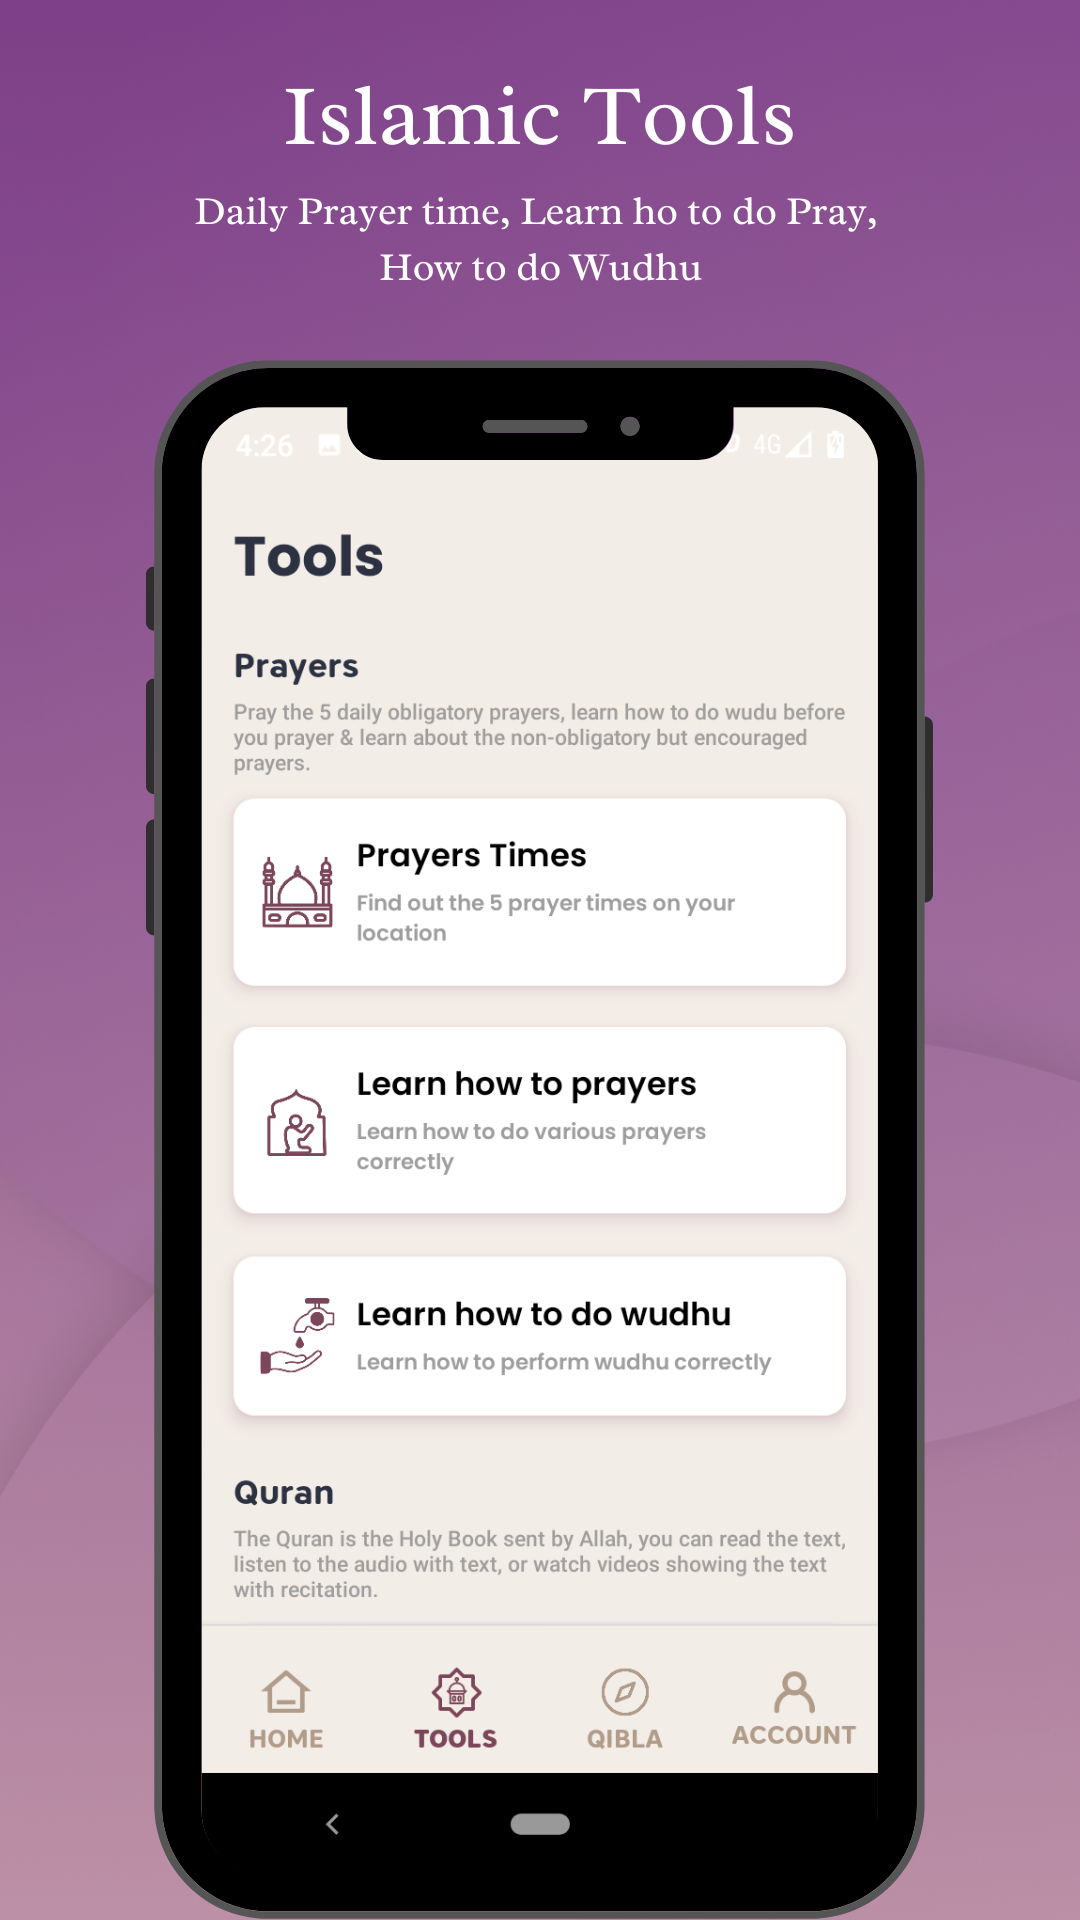 Islamic Tools
Daily Prayer time, Learn ho to do Pray,
How to do Wudhu
4:26
4G
Tools
Prayers
Pray the 5 daily obligatory prayers, learn how to do wudu before
you prayer & learn about the non-obligatory but encouraged
prayers.
Prayers Times
Find out the 5 prayer times on your
location
Learn how to prayers
Learn how to do various prayers
correctly
Learn how to do wudhu
Learn how to perform wudhu correctly
Quran
The Quran is the Holy Book sent by Allah, you can read the text,
listen to the audio with text, or watch videos showing the text
with recitation.
HOME
TOOLS
QIBLA
ACCOUNT